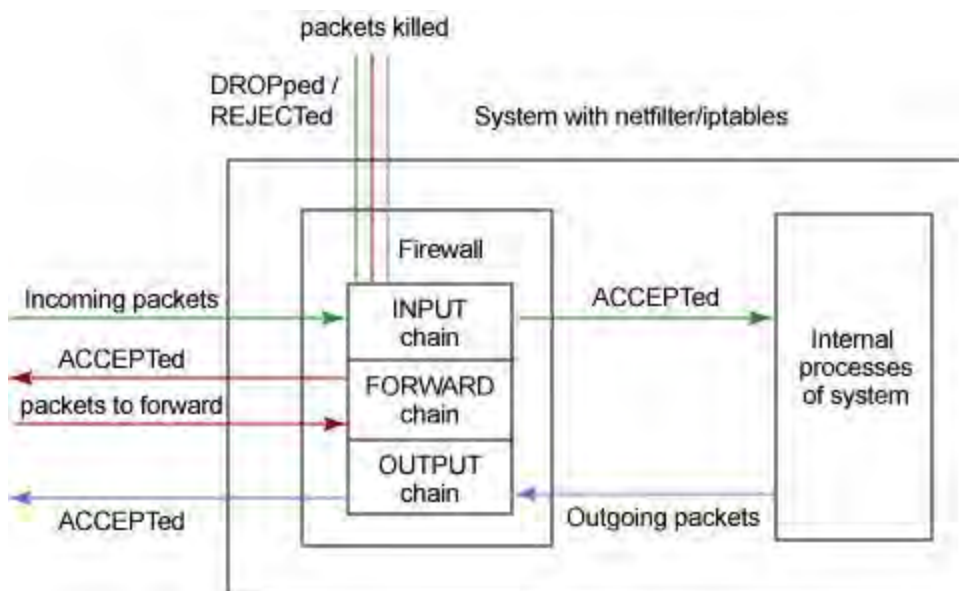 packets killed
DROPped /
REJECTed
System with netfilter/iptables
Firewall
Incoming packets
INPUT
chain
ACCEPTed
Internal
processes
of system
ACCEPTed
FORWARD
chain
packets to forward
OUTPUT
chain
ACCEPTed
Outgoing packets